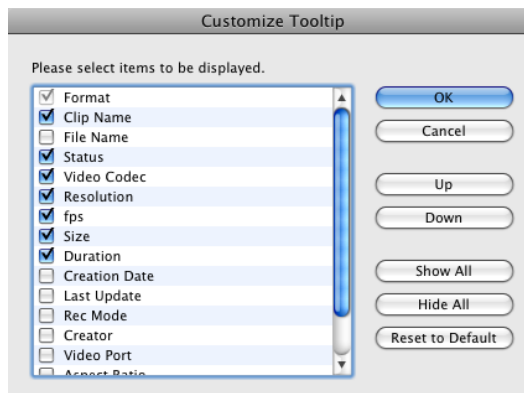 Customize Tooltip
Please select items to be displayed.
Format
Clip Name
File Name
Status
Video Codec
Resolution
fps
Size
Duration
Creation Date
Last Update
Rec Mode
Creator
Video Port
Aspect Ratio
OK
Cancel
Up
Down
Show All
Hide All
Reset to Default